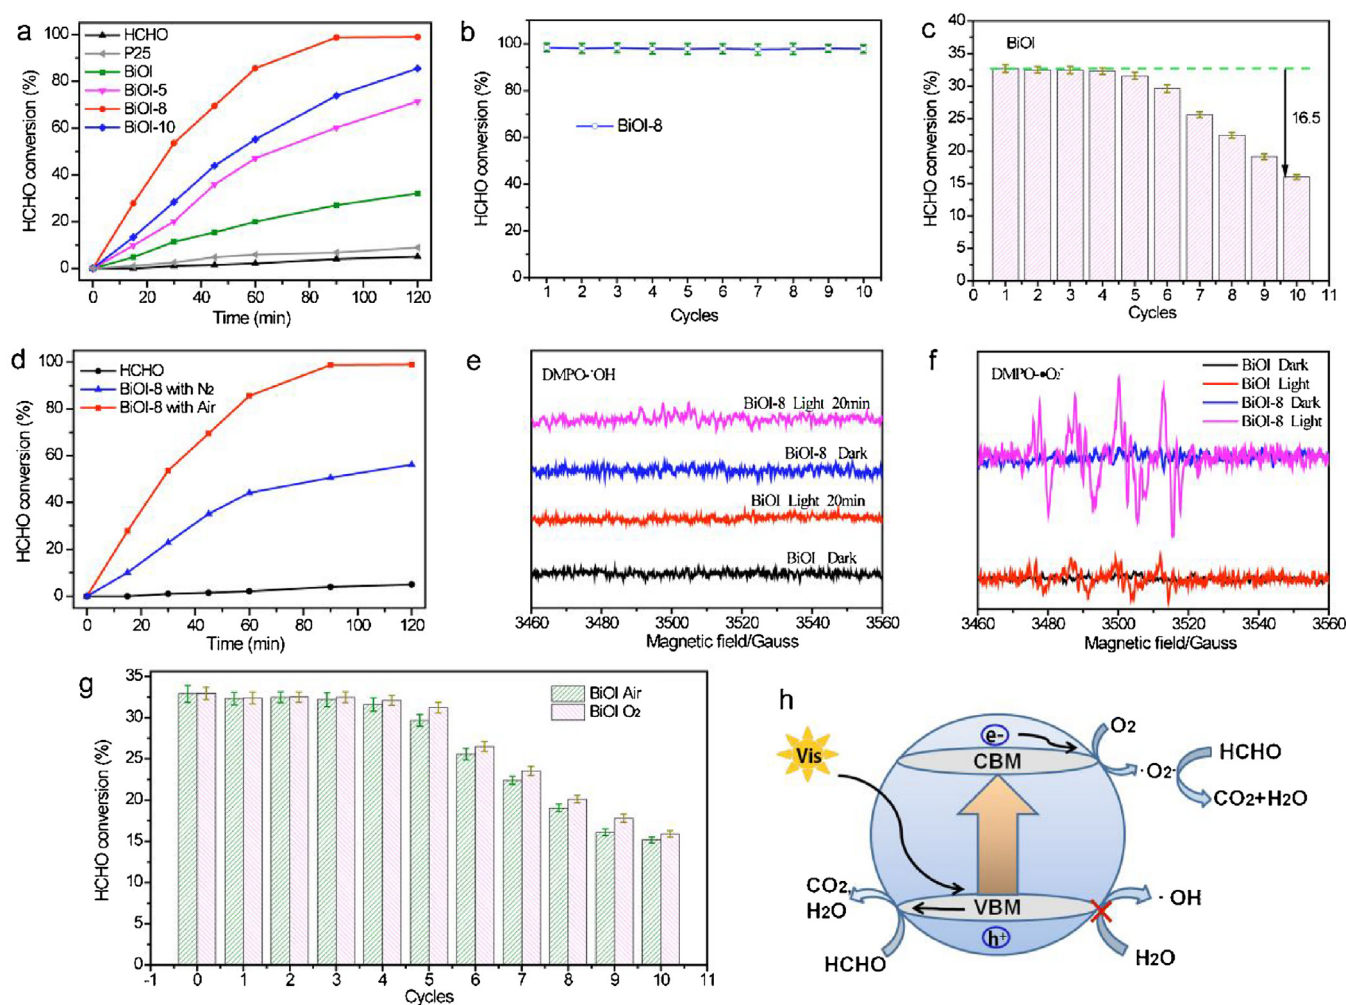 a
HCHO conversion (%)
100
80
60
40
20
0
HCHO
P25
BiOI
BiOI-5
BiOI-8
BiOI-10
0 20 40 60 80 100 120
Time (min)
b
HCHO conversion (%)
120
100
80
60
40
20
0
BiOI-8
1 2 3 4 5 6 7 8 9 10
Cycles
c
HCHO conversion (%)
40
35
30
25
20
15
10
5
0
BiOI
16.5
0 1 2 3 4 5 6 7 8 9 10 11
Cycles
d
HCHO conversion (%)
100
80
60
40
20
0
HCHO
BiOI-8 with N2
BiOI-8 with Air
0 20 40 60 80 100 120
Time (min)
e
DMPO-·OH
BiOI-8 Light 20min
BiOI-8 Dark
BiOI Light 20min
BiOI Dark
3460 3480 3500 3520 3540 3560
Magnetic field/Gauss
f
DMPO-•O2-
BiOI Dark
BiOI Light
BiOI-8 Dark
BiOI-8 Light
3460 3480 3500 3520 3540 3560
Magnetic field/Gauss
g
HCHO conversion (%)
35
30
25
20
15
10
5
0
BiOI Air
BiOI O2
-1 0 1 2 3 4 5 6 7 8 9 10 11
Cycles
h
Vis
e-
CBM
O2
·O2-
HCHO
CO2+H2O
CO2,
H2O
HCHO
VBM
h+
· OH
H2O